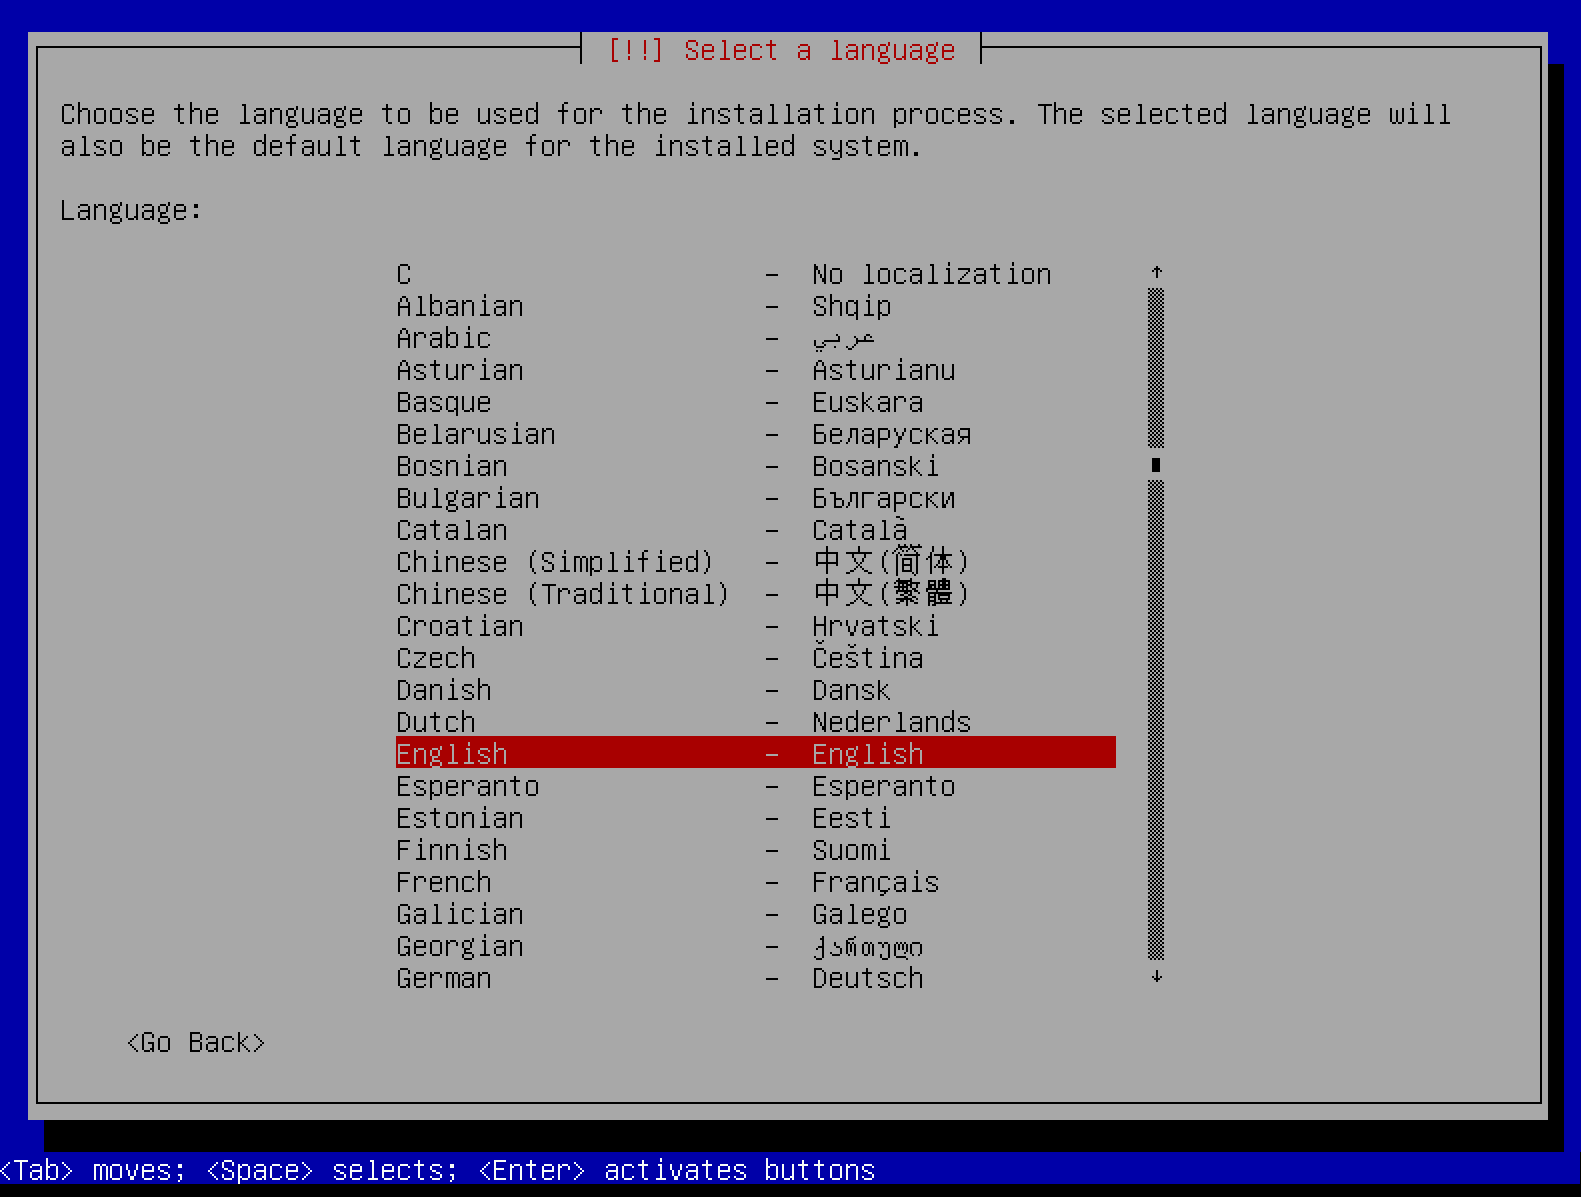 [!!] Select a language
Choose the language to be used for the installation process. The selected language will
also be the default language for the installed system.
Language:
C - No localization ↑
Albanian - Shqip
Arabic - عربي
Asturian - Asturianu
Basque - Euskara
Belarusian - Беларуская
Bosnian - Bosanski
Bulgarian - Български
Catalan - Català
Chinese (Simplified) - 中文(简体)
Chinese (Traditional) - 中文(繁體)
Croatian - Hrvatski
Czech - Čeština
Danish - Dansk
Dutch - Nederlands
English - English
Esperanto - Esperanto
Estonian - Eesti
Finnish - Suomi
French - Français
Galician - Galego
Georgian - ქართული
German - Deutsch ↓
<Go Back>
<Tab> moves; <Space> selects; <Enter> activates buttons